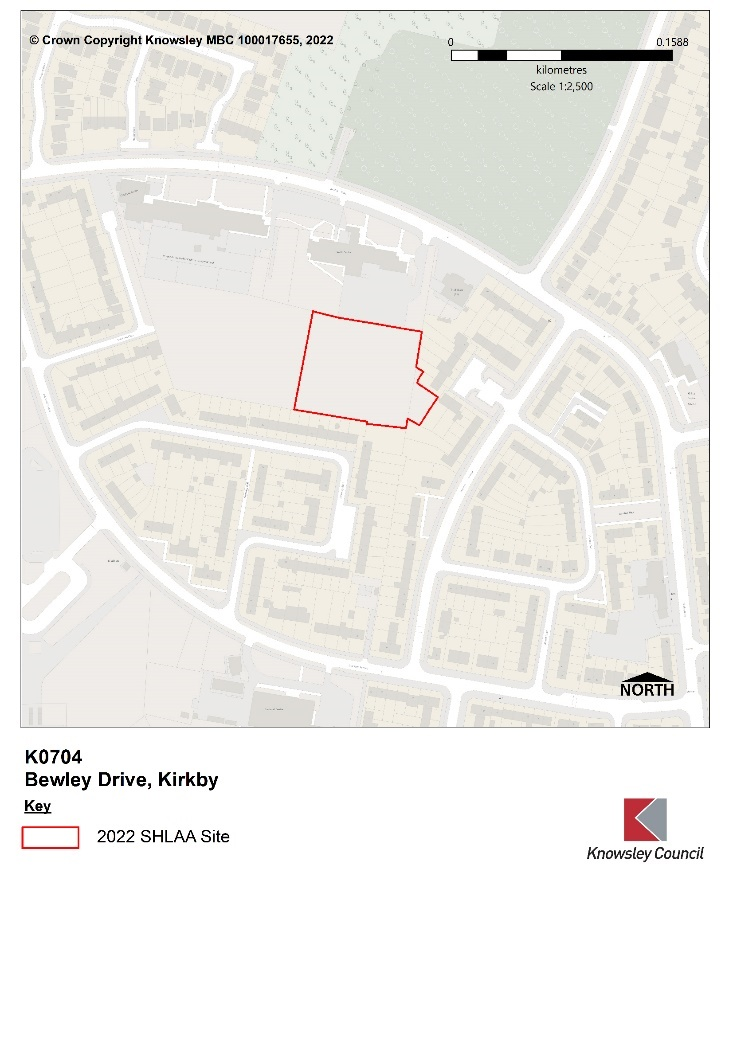 © Crown Copyright Knowsley MBC 100017655, 2022
0 0.1588
kilometres
Scale 1:2,500
NORTH
K0704
Bewley Drive, Kirkby
Key
2022 SHLAA Site
Knowsley Council